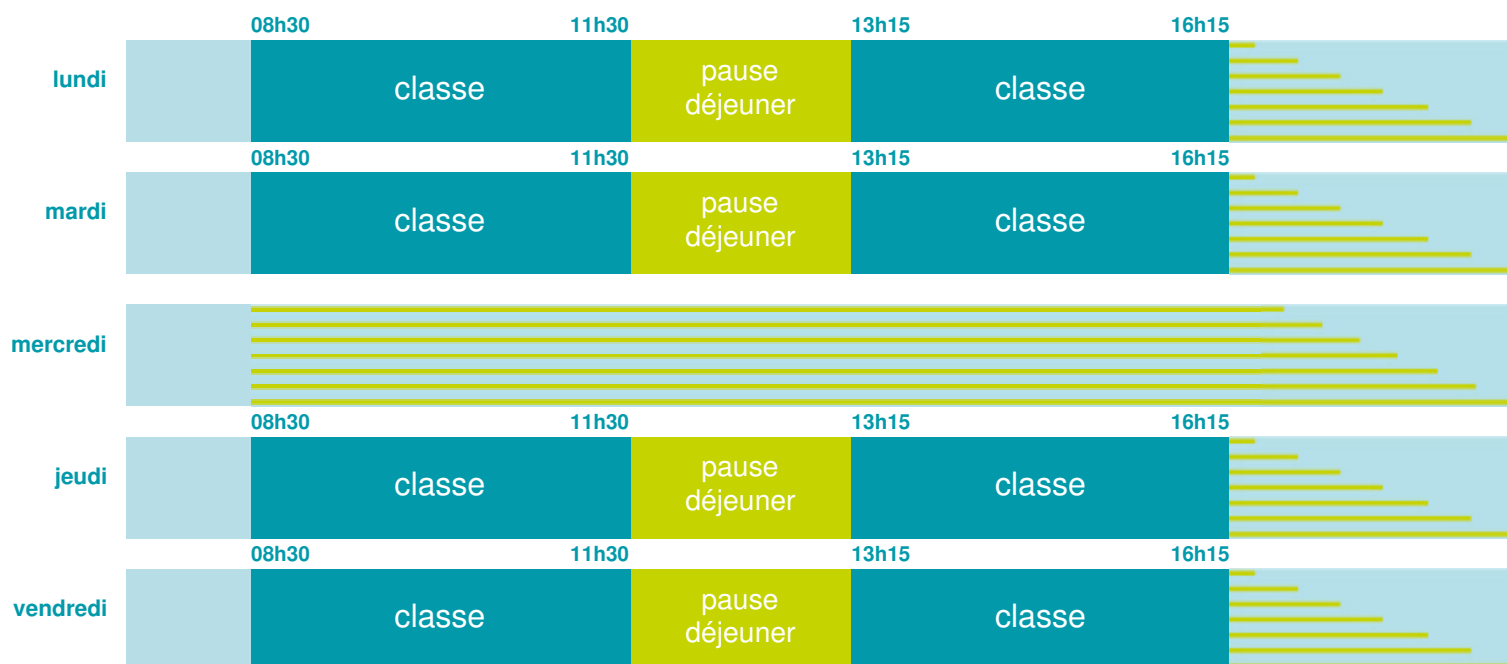 08h30 11h30 13h15 16h15
lundi classe pause déjeuner classe
08h30 11h30 13h15 16h15
mardi classe pause déjeuner classe
mercredi
08h30 11h30 13h15 16h15
jeudi classe pause déjeuner classe
08h30 11h30 13h15 16h15
vendredi classe pause déjeuner classe